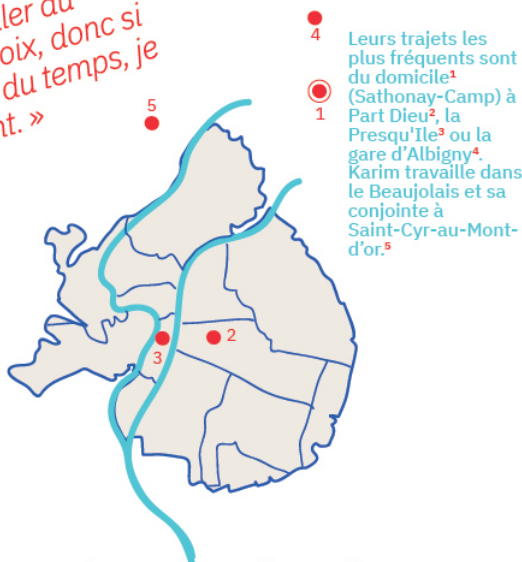 ller du
oix, donc si
du temps, je
nt. »
4
1
Leurs trajets les
plus fréquents sont
du domicile¹
(Sathonay-Camp) à
Part Dieu², la
Presqu'Ile³ ou la
gare d'Albigny⁴.
Karim travaille dans
le Beaujolais et sa
conjointe à
Saint-Cyr-au-Mont-
d'or.⁵
5
2
3